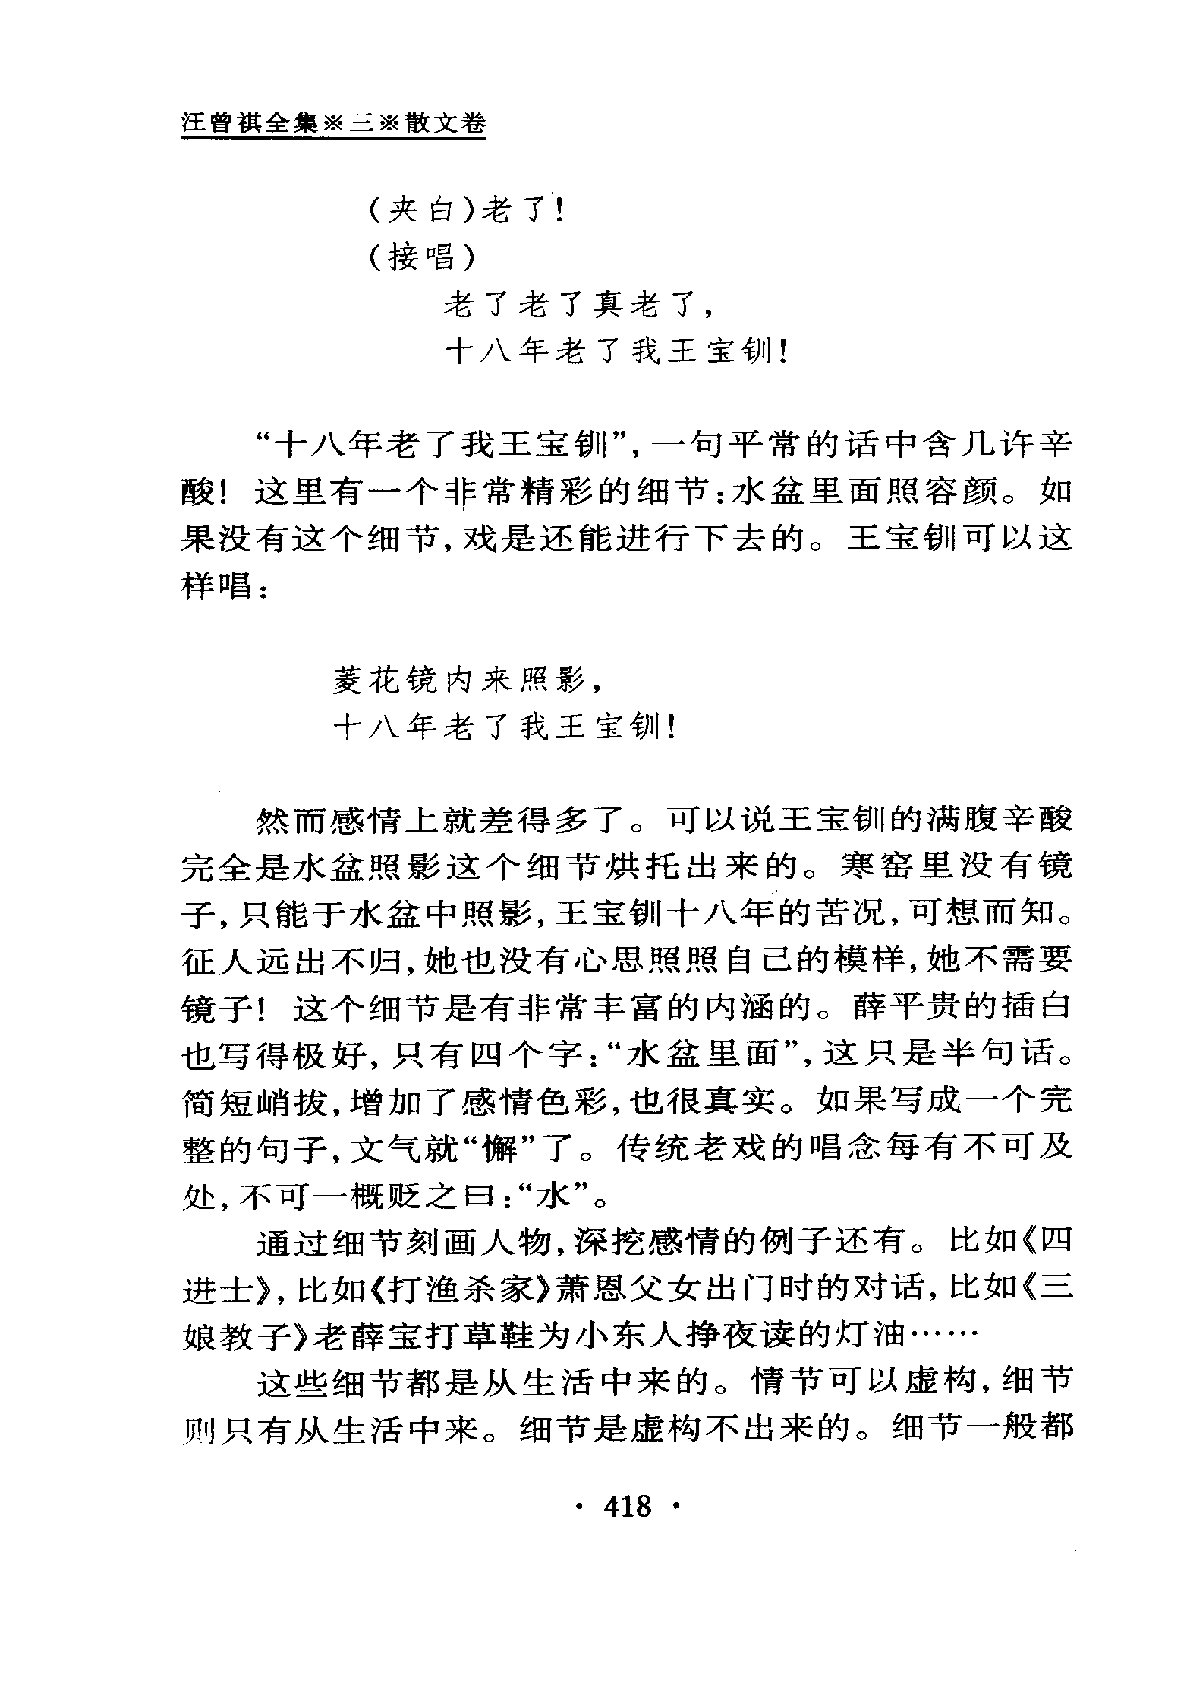 汪曾祺全集※三※散文卷
(夹白)老了!
(接唱)
老了老了真老了,
十八年老了我王宝钏!
“十八年老了我王宝钏”,一句平常的话中含几许辛
酸! 这里有一个非常精彩的细节:水盆里面照容颜。如
果没有这个细节,戏是还能进行下去的。王宝钏可以这
样唱:
菱花镜内来照影,
十八年老了我王宝钏!
然而感情上就差得多了。可以说王宝钏的满腹辛酸
完全是水盆照影这个细节烘托出来的。寒窑里没有镜
子,只能于水盆中照影,王宝钏十八年的苦况,可想而知。
征人远出不归,她也没有心思照照自己的模样,她不需要
镜子! 这个细节是有非常丰富的内涵的。薛平贵的插白
也写得极好,只有四个字:“水盆里面”,这只是半句话。
简短峭拔,增加了感情色彩,也很真实。如果写成一个完
整的句子,文气就“懈”了。传统老戏的唱念每有不可及
处,不可一概贬之曰:“水”。
通过细节刻画人物,深挖感情的例子还有。比如《四
进士》,比如《打渔杀家》萧恩父女出门时的对话,比如《三
娘教子》老薛宝打草鞋为小东人挣夜读的灯油……
这些细节都是从生活中来的。情节可以虚构,细节
则只有从生活中来。细节是虚构不出来的。细节一般都
· 418 ·